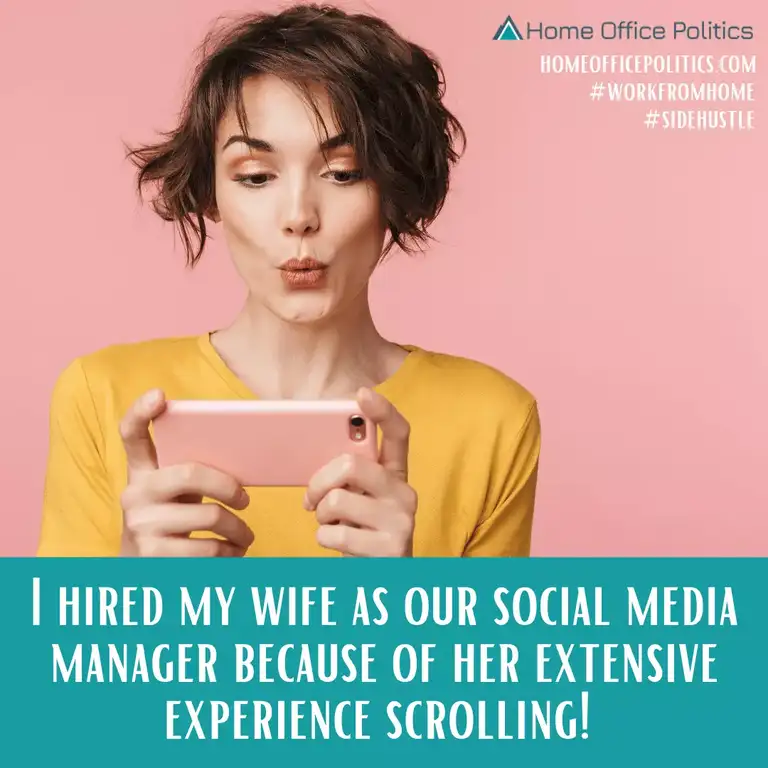 Home Office Politics
HOMEOFFICEPOLITICS.COM
#WORKFROMHOME
#SIDEHUSTLE
I HIRED MY WIFE AS OUR SOCIAL MEDIA
MANAGER BECAUSE OF HER EXTENSIVE
EXPERIENCE SCROLLING!